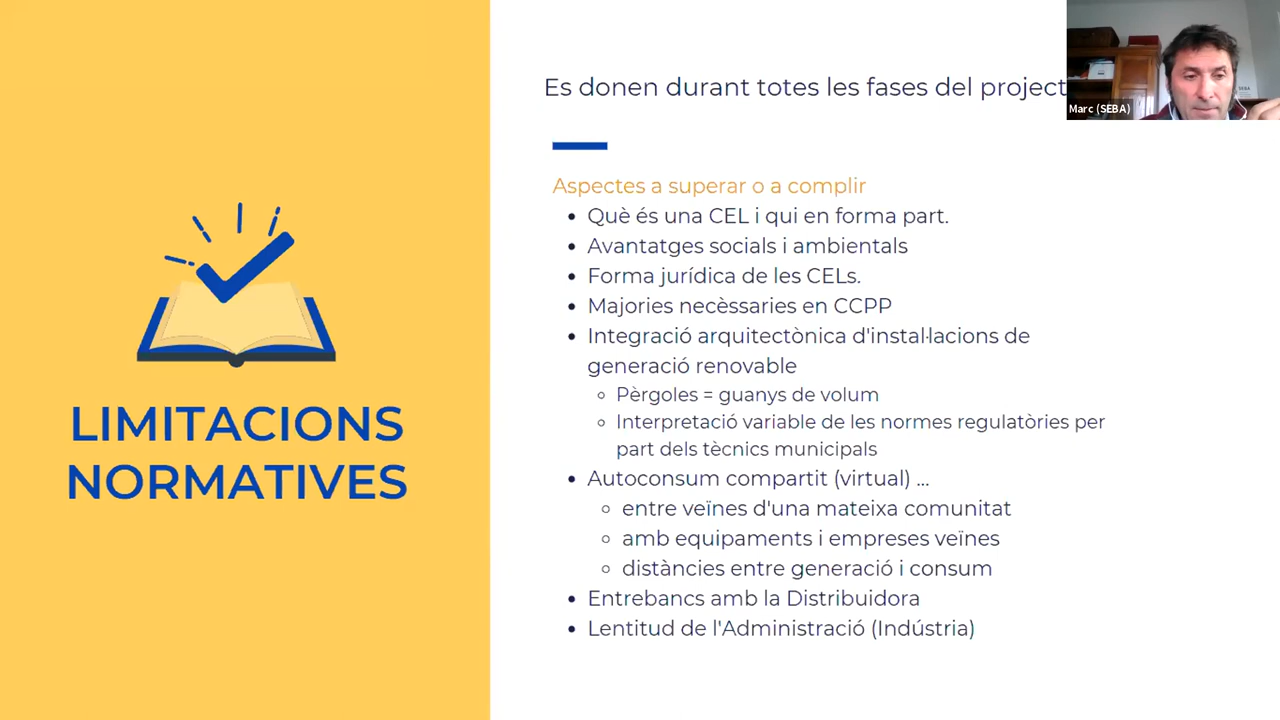 LIMITACIONS
NORMATIVES
Es donen durant totes les fases del project
Marc (SEBA)
Aspectes a superar o a complir
• Què és una CEL i qui en forma part.
• Avantatges socials i ambientals
• Forma jurídica de les CELs.
• Majories necèssaries en CCPP
• Integració arquitectònica d'instal·lacions de
generació renovable
◦ Pèrgoles = guanys de volum
◦ Interpretació variable de les normes regulatòries per
part dels tècnics municipals
• Autoconsum compartit (virtual) ...
◦ entre veïnes d'una mateixa comunitat
◦ amb equipaments i empreses veïnes
◦ distàncies entre generació i consum
• Entrebancs amb la Distribuidora
• Lentitud de l'Administració (Indústria)